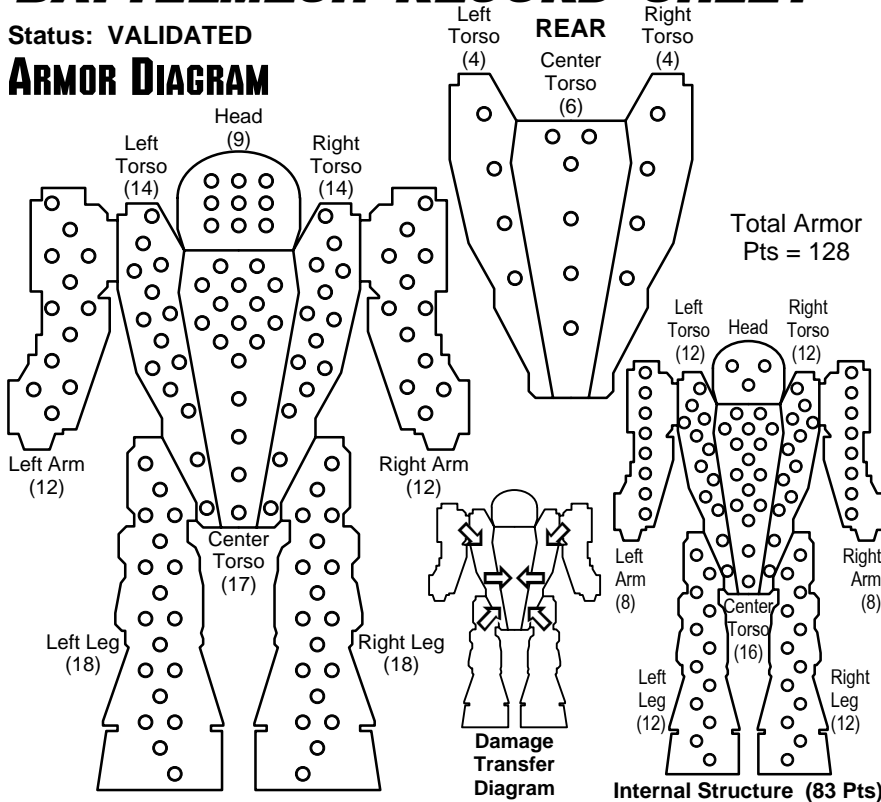 BATTLEMECH RECORD SHEET
Status: VALIDATED
ARMOR DIAGRAM
Head
(9)
Left
Torso
(14)
Right
Torso
(14)
Left Arm
(12)
Right Arm
(12)
Center
Torso
(17)
Left Leg
(18)
Right Leg
(18)
Left
Torso
(4)
REAR
Center
Torso
(6)
Right
Torso
(4)
Total Armor
Pts = 128
Left
Torso
(12)
Head
Right
Torso
(12)
Left
Arm
(8)
Right
Arm
(8)
Center
Torso
(16)
Left
Leg
(12)
Right
Leg
(12)
Damage
Transfer
Diagram
Internal Structure (83 Pts)